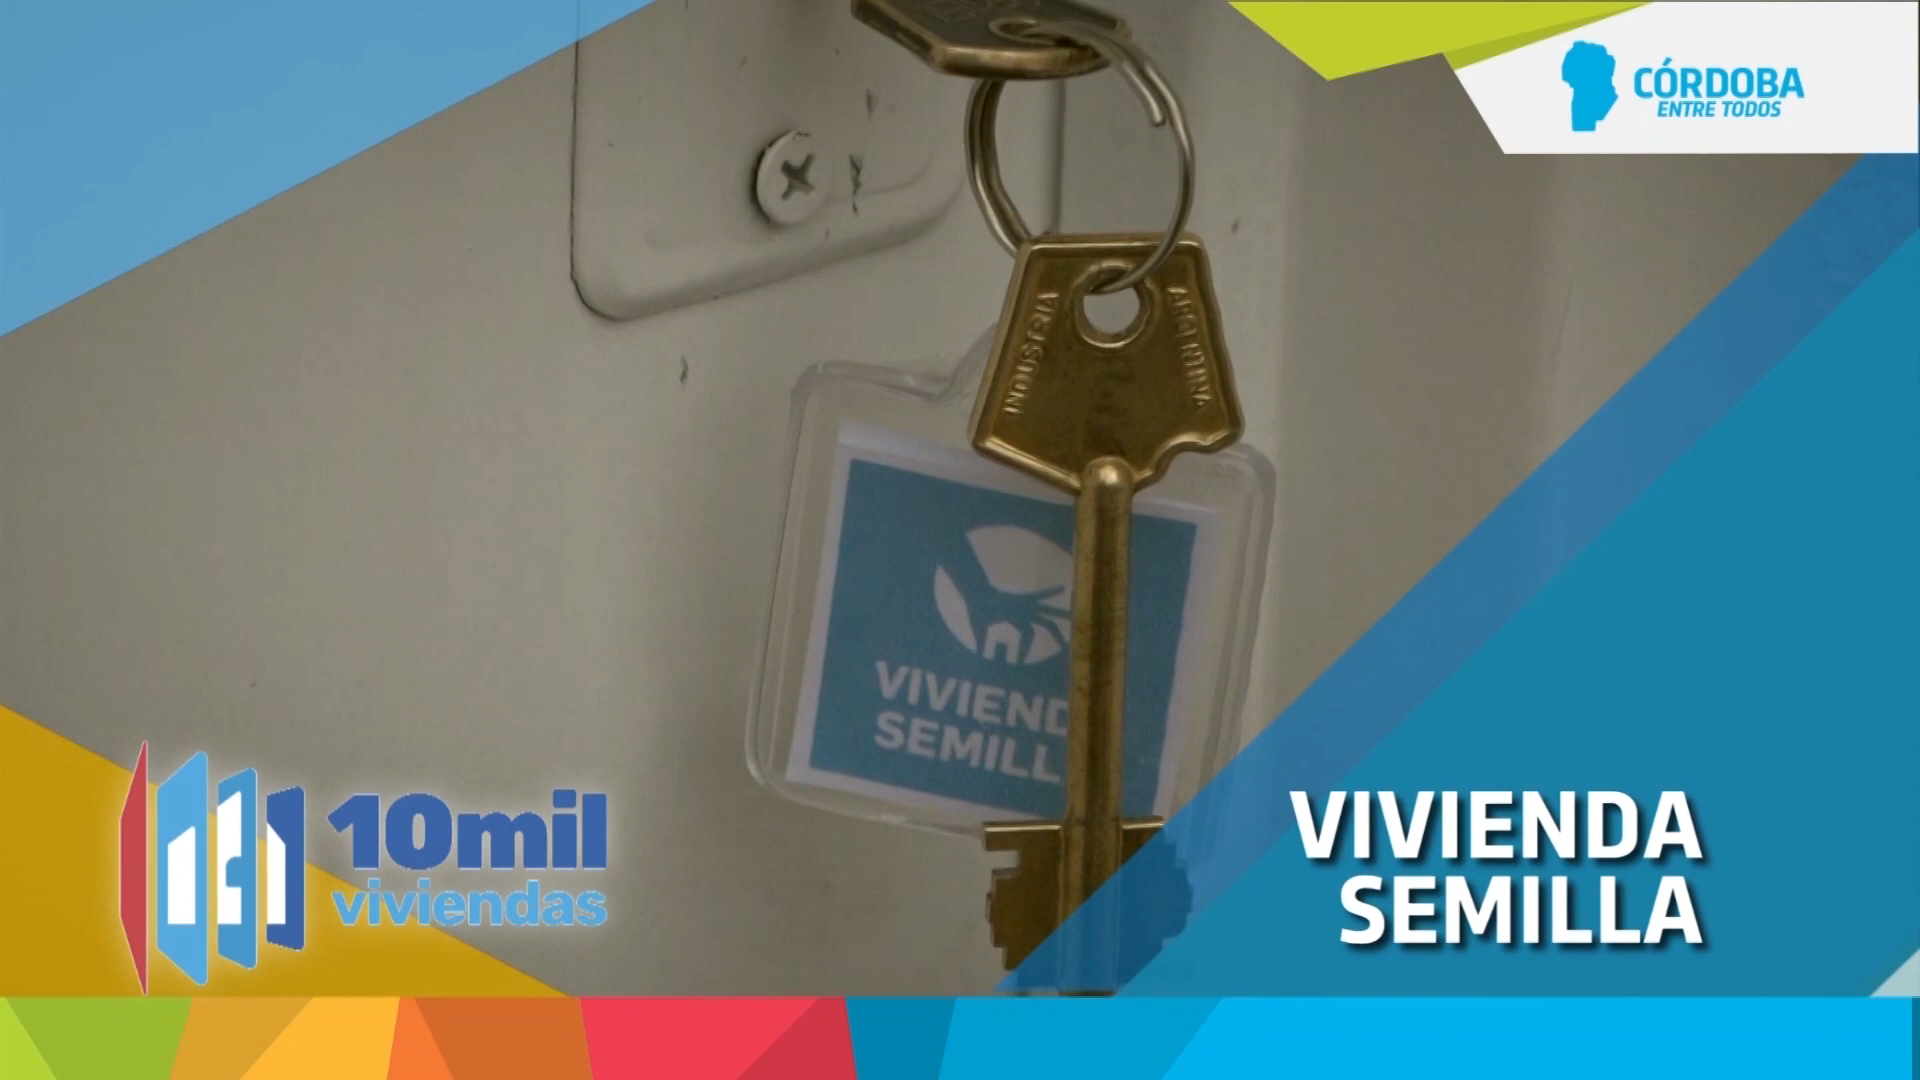 CÓRDOBA
ENTRE TODOS
INDUSTRIA
ARGENTINA
VIVIEND
SEMILL
10mil
viviendas
VIVIENDA
SEMILLA